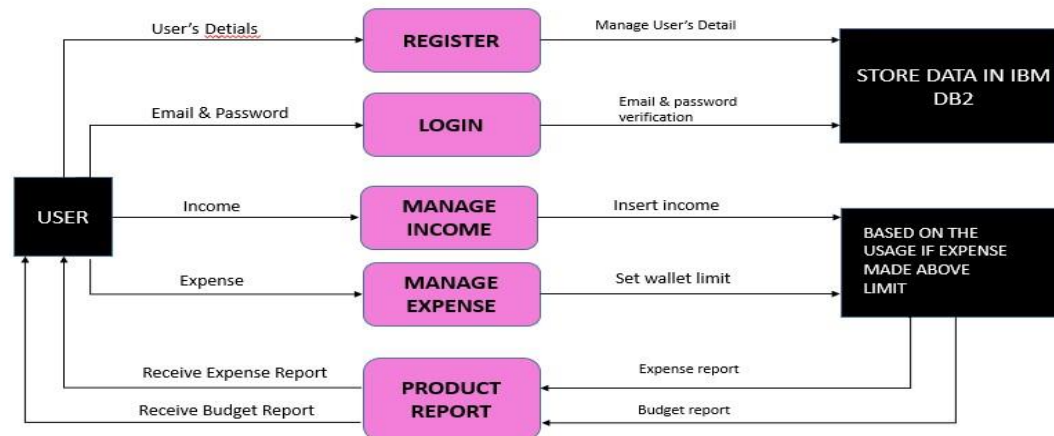 User's Detials
REGISTER
Manage User's Detail
STORE DATA IN IBM
DB2
Email & Password
LOGIN
Email & password
verification
USER
Income
MANAGE
INCOME
Insert income
BASED ON THE
USAGE IF EXPENSE
MADE ABOVE
LIMIT
Expense
MANAGE
EXPENSE
Set wallet limit
Receive Expense Report
PRODUCT
REPORT
Expense report
Receive Budget Report
Budget report